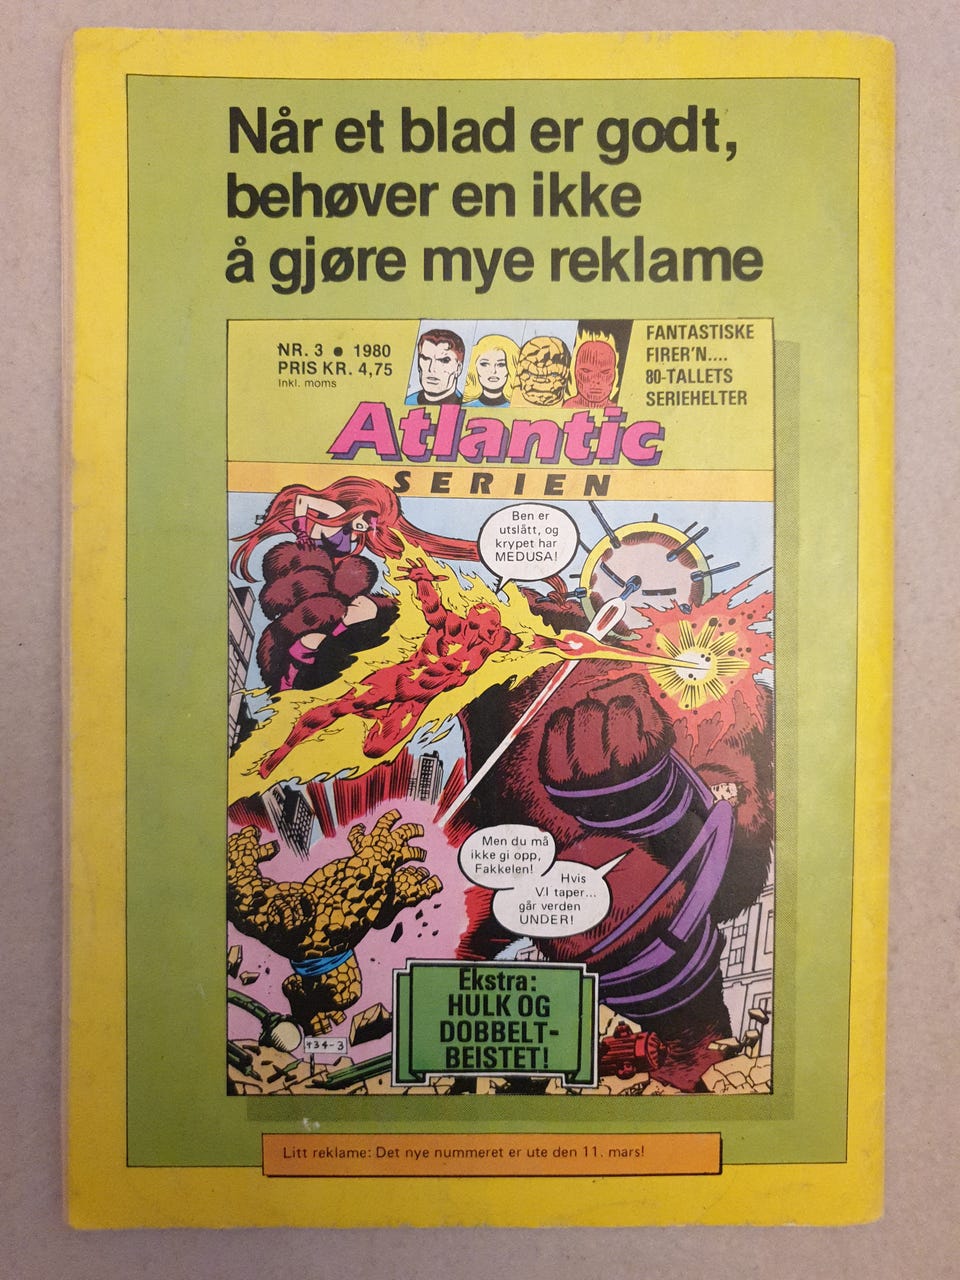 Når et blad er godt,
behøver en ikke
å gjøre mye reklame
NR. 3 ● 1980
PRIS KR. 4,75
Inkl. moms
FANTASTISKE
FIRER'N....
80-TALLETS
SERIEHELTER
Atlantic
SERIEN
Ben er
utslått, og
krypet har
MEDUSA!
Men du må
ikke gi opp,
Fakkelen!
Hvis
V.I taper...
går verden
UNDER!
Ekstra:
HULK OG
DOBBELT-
BEISTET!
434-3
Litt reklame: Det nye nummeret er ute den 11. mars!